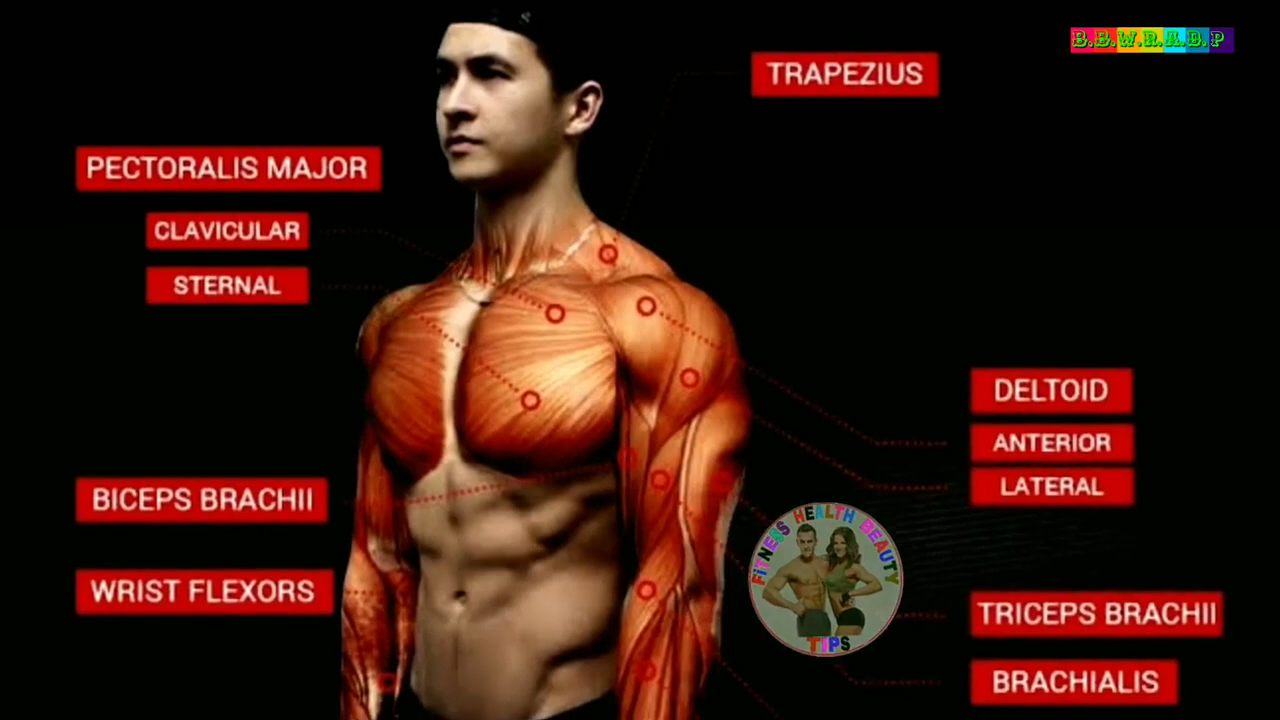 B.B.W.R.A.B.P
TRAPEZIUS
PECTORALIS MAJOR
CLAVICULAR
STERNAL
DELTOID
ANTERIOR
LATERAL
BICEPS BRACHII
WRIST FLEXORS
FiTNESS HEALTH BEAUTY
TIPS
TRICEPS BRACHII
BRACHIALIS